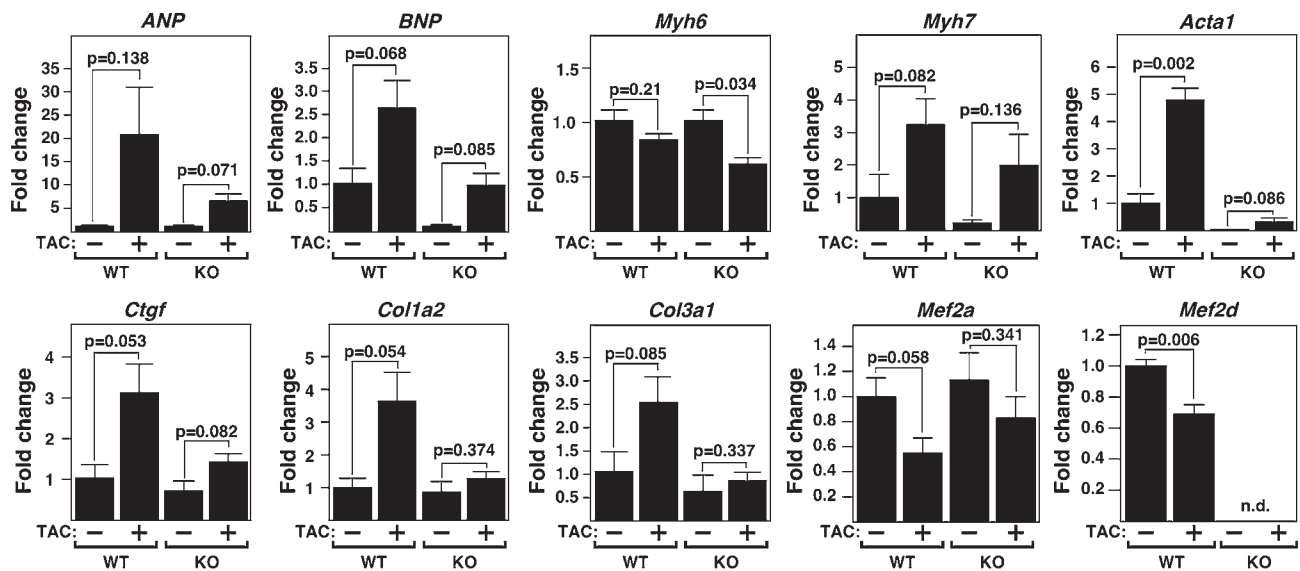 ANP
Fold change
35
30
25
20
15
10
5
p=0.138
p=0.071
TAC: − + − +
WT KO
BNP
Fold change
3.5
3.0
2.5
2.0
1.5
1.0
0.5
p=0.068
p=0.085
− + − +
WT KO
Myh6
Fold change
1.5
1.0
0.5
p=0.21
p=0.034
− + − +
WT KO
Myh7
Fold change
5
4
3
2
1
p=0.082
p=0.136
− + − +
WT KO
Acta1
Fold change
6
5
4
3
2
1
p=0.002
p=0.086
TAC: − + − +
WT KO
Ctgf
Fold change
4
3
2
1
p=0.053
p=0.082
TAC: − + − +
WT KO
Col1a2
Fold change
5
4
3
2
1
p=0.054
p=0.374
TAC: − + − +
WT KO
Col3a1
Fold change
3.5
3.0
2.5
2.0
1.5
1.0
0.5
p=0.085
p=0.337
TAC: − + − +
WT KO
Mef2a
Fold change
1.4
1.2
1.0
0.8
0.6
0.4
0.2
p=0.058
p=0.341
TAC: − + − +
WT KO
Mef2d
Fold change
1.2
1.0
0.8
0.6
0.4
0.2
p=0.006
n.d.
TAC: − + − +
WT KO